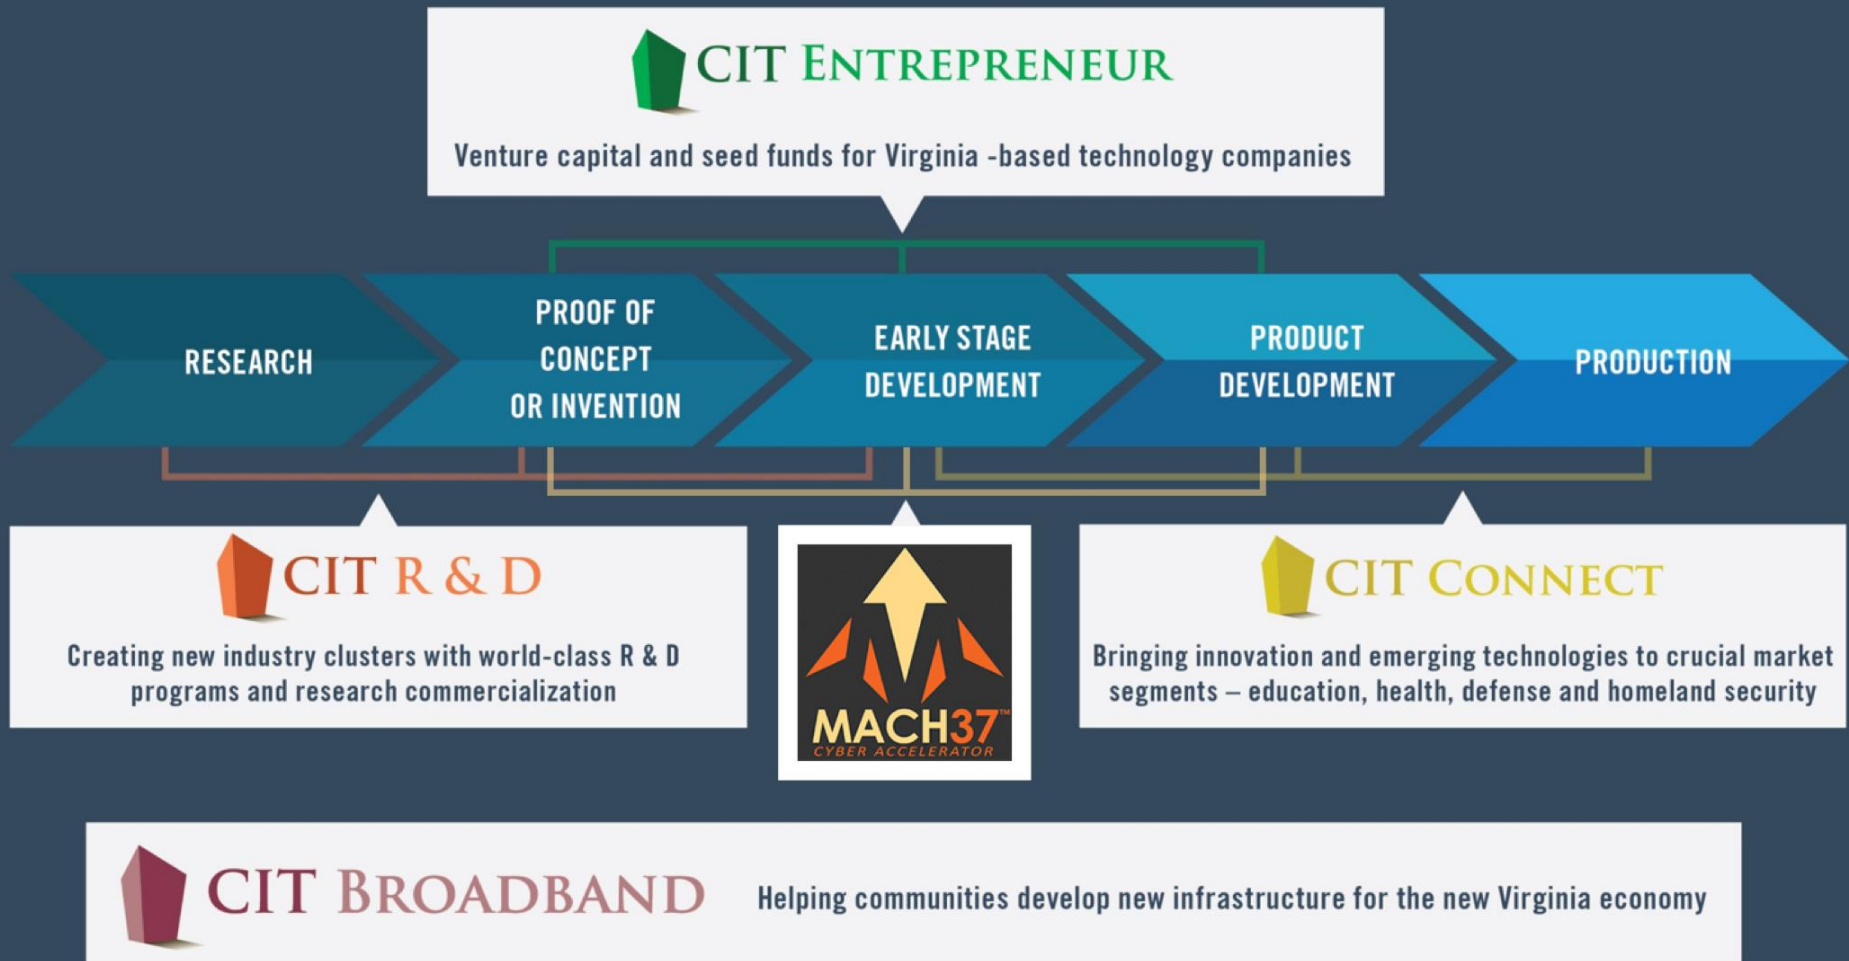 CIT ENTREPRENEUR
Venture capital and seed funds for Virginia -based technology companies
RESEARCH
PROOF OF
CONCEPT
OR INVENTION
EARLY STAGE
DEVELOPMENT
PRODUCT
DEVELOPMENT
PRODUCTION
CIT R & D
Creating new industry clusters with world-class R & D
programs and research commercialization
MACH37™
CYBER ACCELERATOR
CIT CONNECT
Bringing innovation and emerging technologies to crucial market
segments – education, health, defense and homeland security
CIT BROADBAND
Helping communities develop new infrastructure for the new Virginia economy